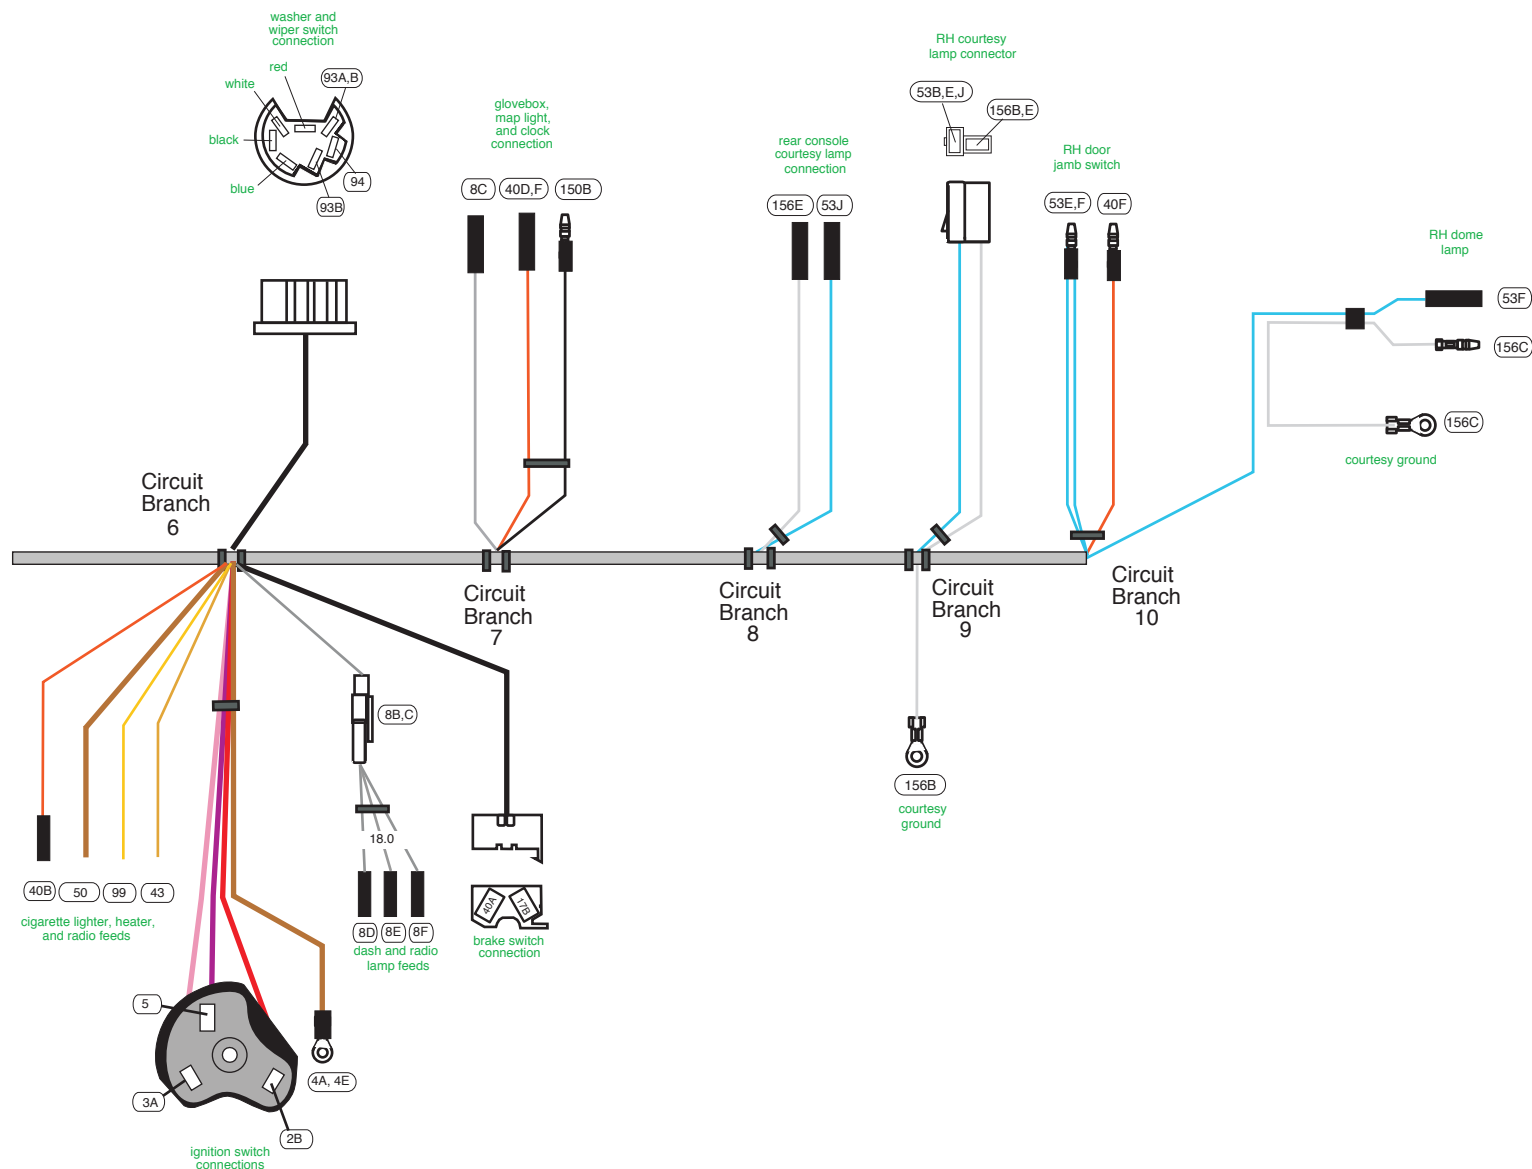 washer and
wiper switch
connection
red
white
93A,B
black
blue
94
93B
glovebox,
map light,
and clock
connection
8C
40D,F
150B
rear console
courtesy lamp
connection
156E
53J
RH courtesy
lamp connector
53B,E,J
156B,E
RH door
jamb switch
53E,F
40F
RH dome
lamp
53F
156C
156C
courtesy ground
Circuit
Branch
6
Circuit
Branch
7
Circuit
Branch
8
Circuit
Branch
9
Circuit
Branch
10
8B,C
18.0
156B
courtesy
ground
40B
50
99
43
cigarette lighter, heater,
and radio feeds
8D
8E
8F
dash and radio
lamp feeds
40A
17B
brake switch
connection
5
3A
4A, 4E
2B
ignition switch
connections